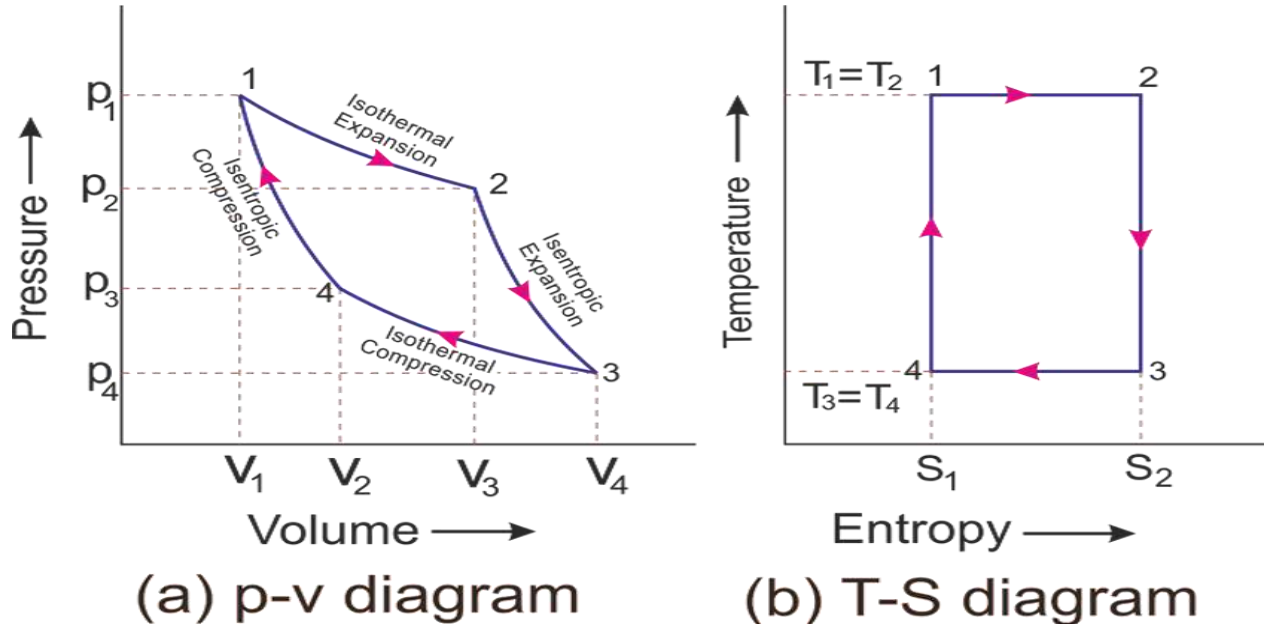 Pressure
p₁
p₂
p₃
p₄
1
2
3
4
Isothermal
Expansion
Isentropic
Expansion
Isothermal
Compression
Isentropic
Compression
V₁
V₂
V₃
V₄
Volume
(a) p-v diagram
Temperature
T₁=T₂
T₃=T₄
1
2
3
4
S₁
S₂
Entropy
(b) T-S diagram